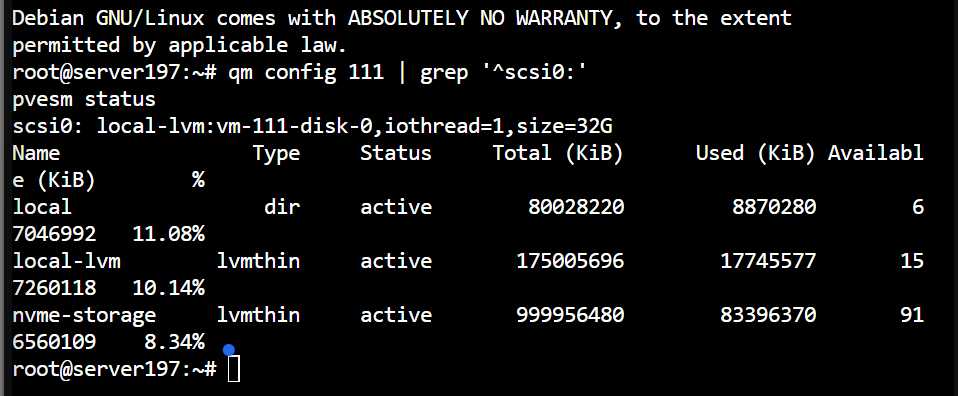 Debian GNU/Linux comes with ABSOLUTELY NO WARRANTY, to the extent
permitted by applicable law.
root@server197:~# qm config 111 | grep '^scsi0:'
pvesm status
scsi0: local-lvm:vm-111-disk-0,iothread=1,size=32G
Name                Type     Status     Total (KiB)      Used (KiB) Availabl
e (KiB)        %
local                dir     active        80028220         8870280      6
7046992   11.08%
local-lvm        lvmthin     active       175005696        17745577     15
7260118   10.14%
nvme-storage     lvmthin     active       999956480        83396370     91
6560109    8.34%
root@server197:~#